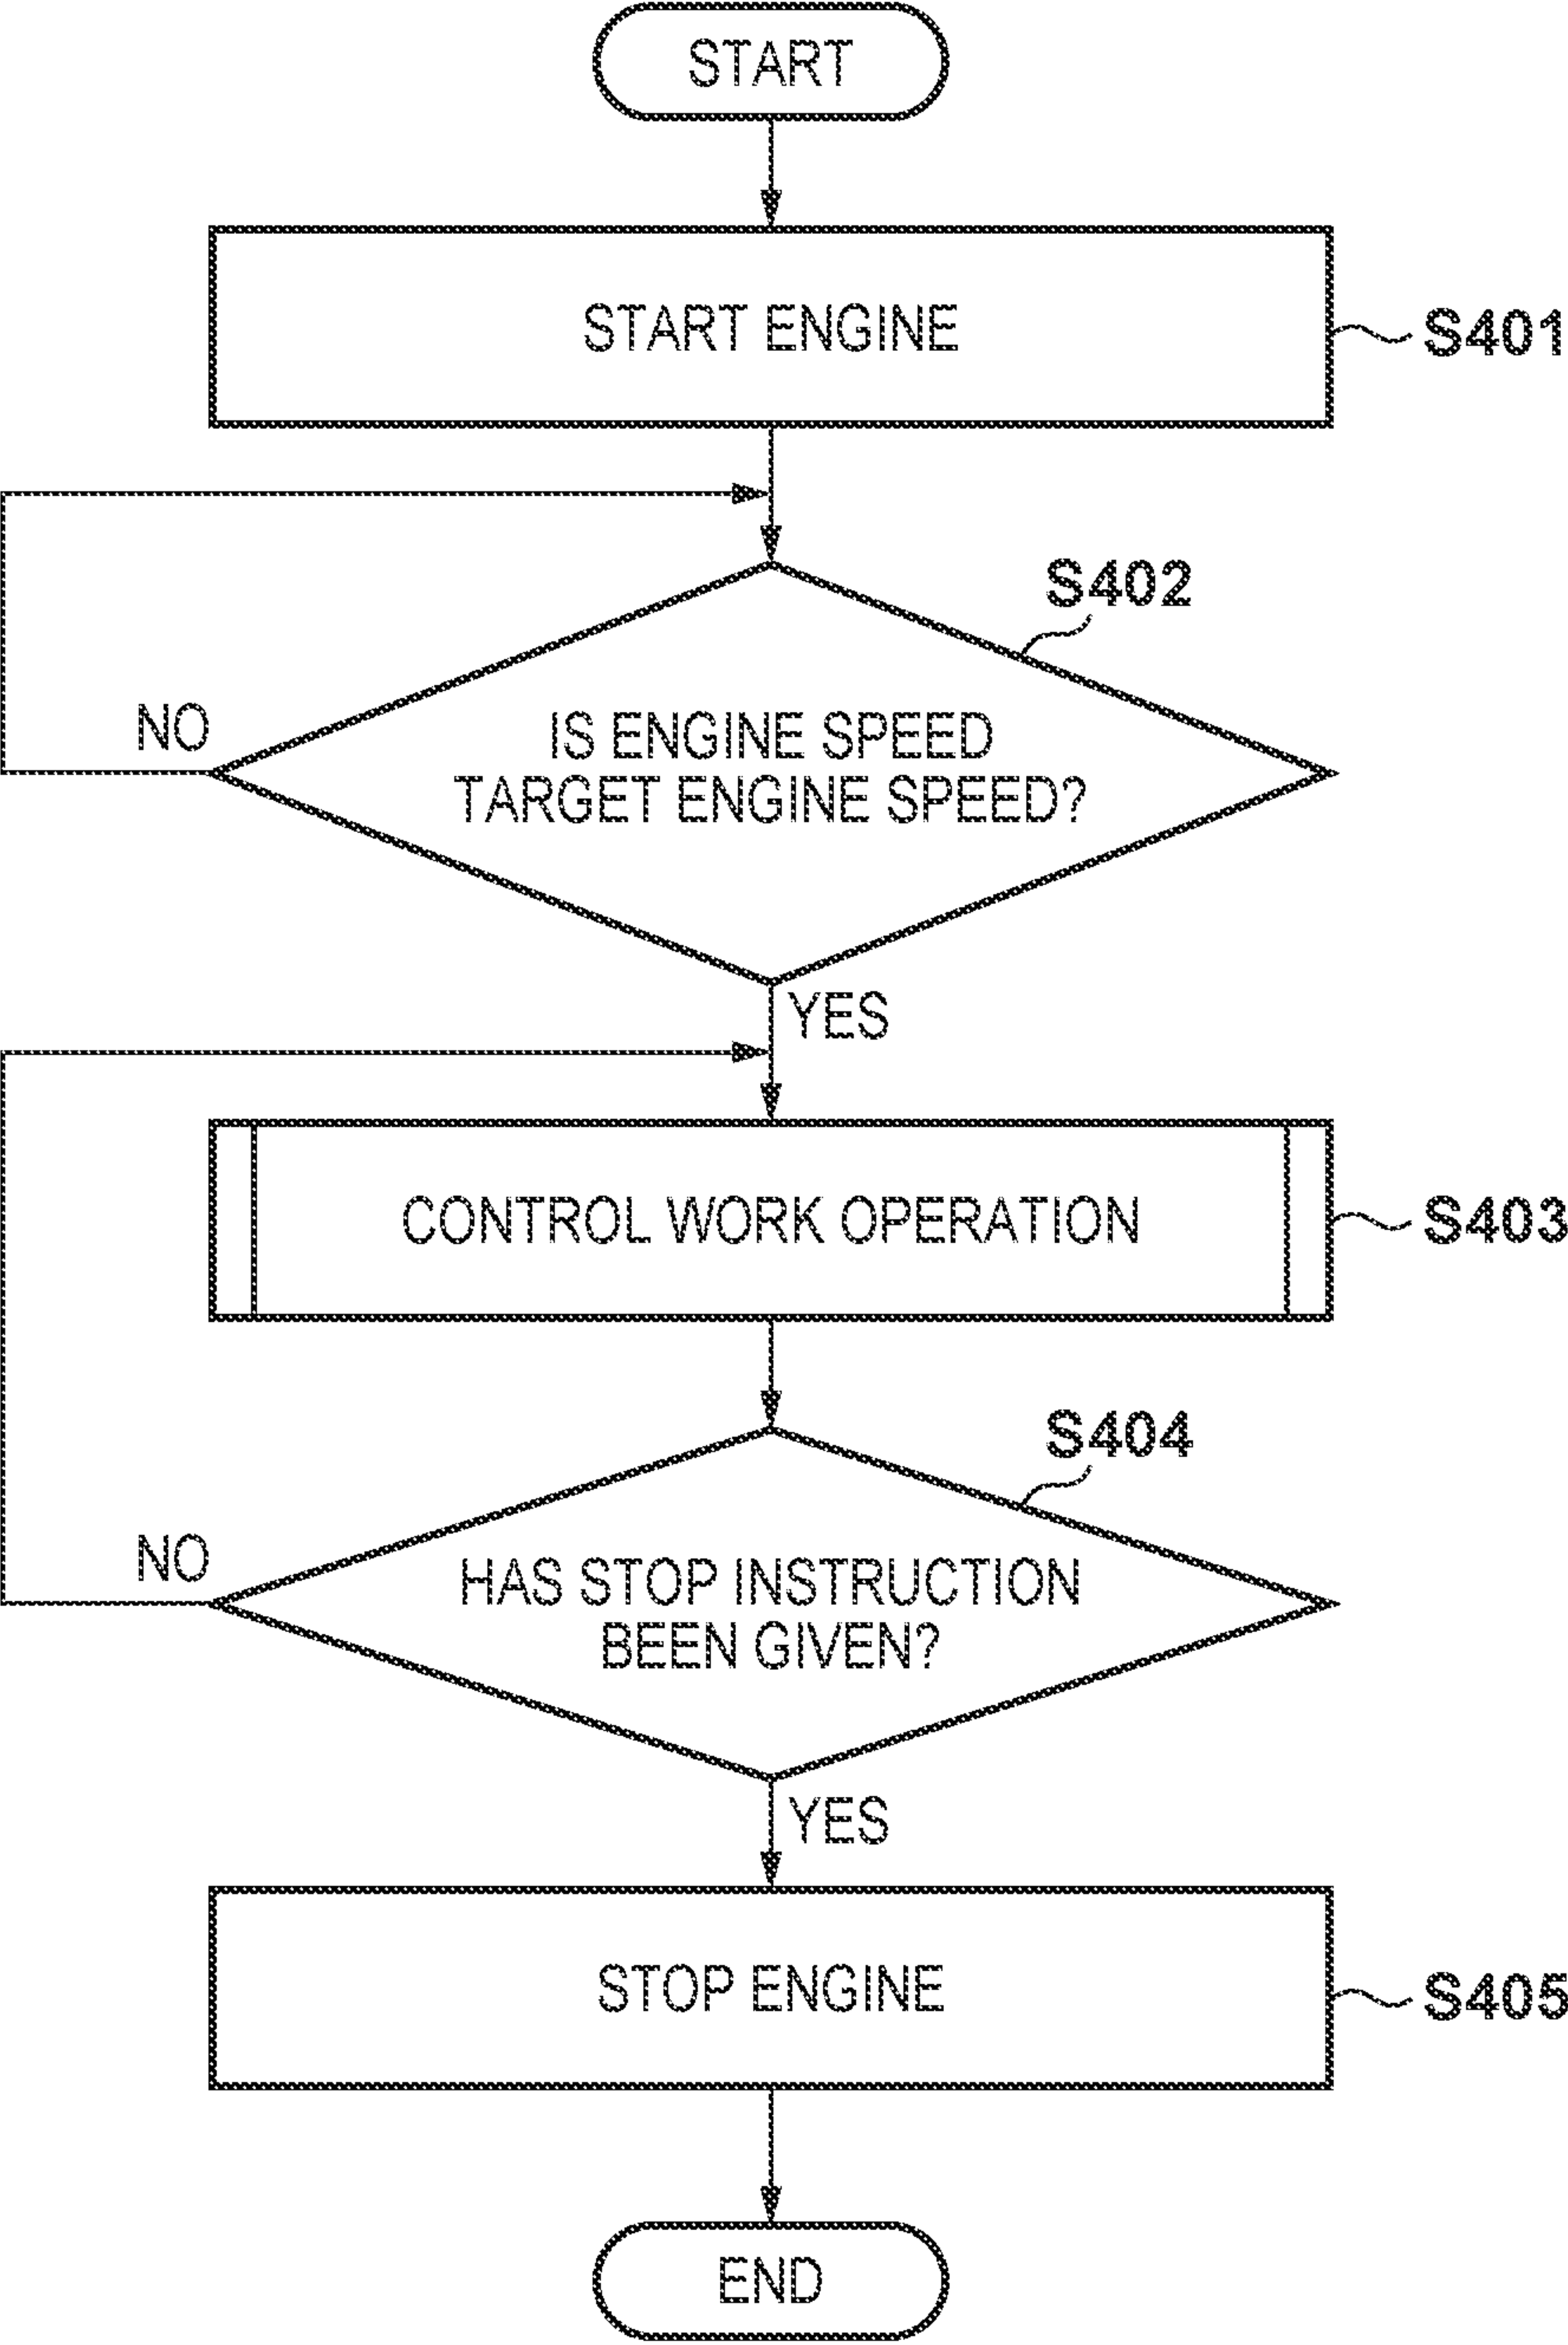 START
START ENGINE
S401
S402
NO
IS ENGINE SPEED
TARGET ENGINE SPEED?
YES
CONTROL WORK OPERATION
S403
S404
NO
HAS STOP INSTRUCTION
BEEN GIVEN?
YES
STOP ENGINE
S405
END